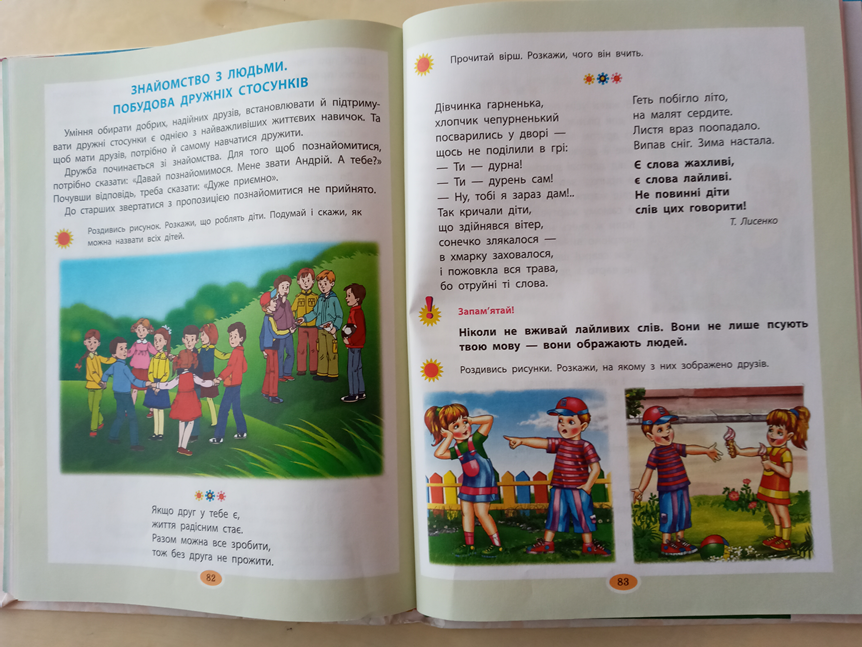 ЗНАЙОМСТВО З ЛЮДЬМИ.
ПОБУДОВА ДРУЖНІХ СТОСУНКІВ
Уміння обирати добрих, надійних друзів, встановлювати й підтриму-
вати дружні стосунки є однією з найважливіших життєвих навичок. Та
щоб мати друзів, потрібно й самому навчатися дружити.
Дружба починається зі знайомства. Для того щоб познайомитися,
потрібно сказати: «Давай познайомимося. Мене звати Андрій. А тебе?»
Почувши відповідь, треба сказати: «Дуже приємно».
До старших звертатися з пропозицією познайомитися не прийнято.
Роздивись рисунок. Розкажи, що роблять діти. Подумай і скажи, як
можна назвати всіх дітей.
Якщо друг у тебе є,
життя радісним стає.
Разом можна все зробити,
тож без друга не прожити.
82
Прочитай вірш. Розкажи, чого він вчить.
Дівчинка гарненька,
хлопчик чепурненький
посварились у дворі —
щось не поділили в грі:
— Ти — дурна!
— Ти — дурень сам!
— Ну, тобі я зараз дам!..
Так кричали діти,
що здійнявся вітер,
сонечко злякалося —
в хмарку заховалося,
і пожовкла вся трава,
бо отруйні ті слова.
Геть побігло літо,
на малят сердите.
Листя враз поопадало.
Випав сніг. Зима настала.
Є слова жахливі,
є слова лайливі.
Не повинні діти
слів цих говорити!
Т. Лисенко
Запам'ятай!
Ніколи не вживай лайливих слів. Вони не лише псують
твою мову — вони ображають людей.
Роздивись рисунки. Розкажи, на якому з них зображено друзів.
83